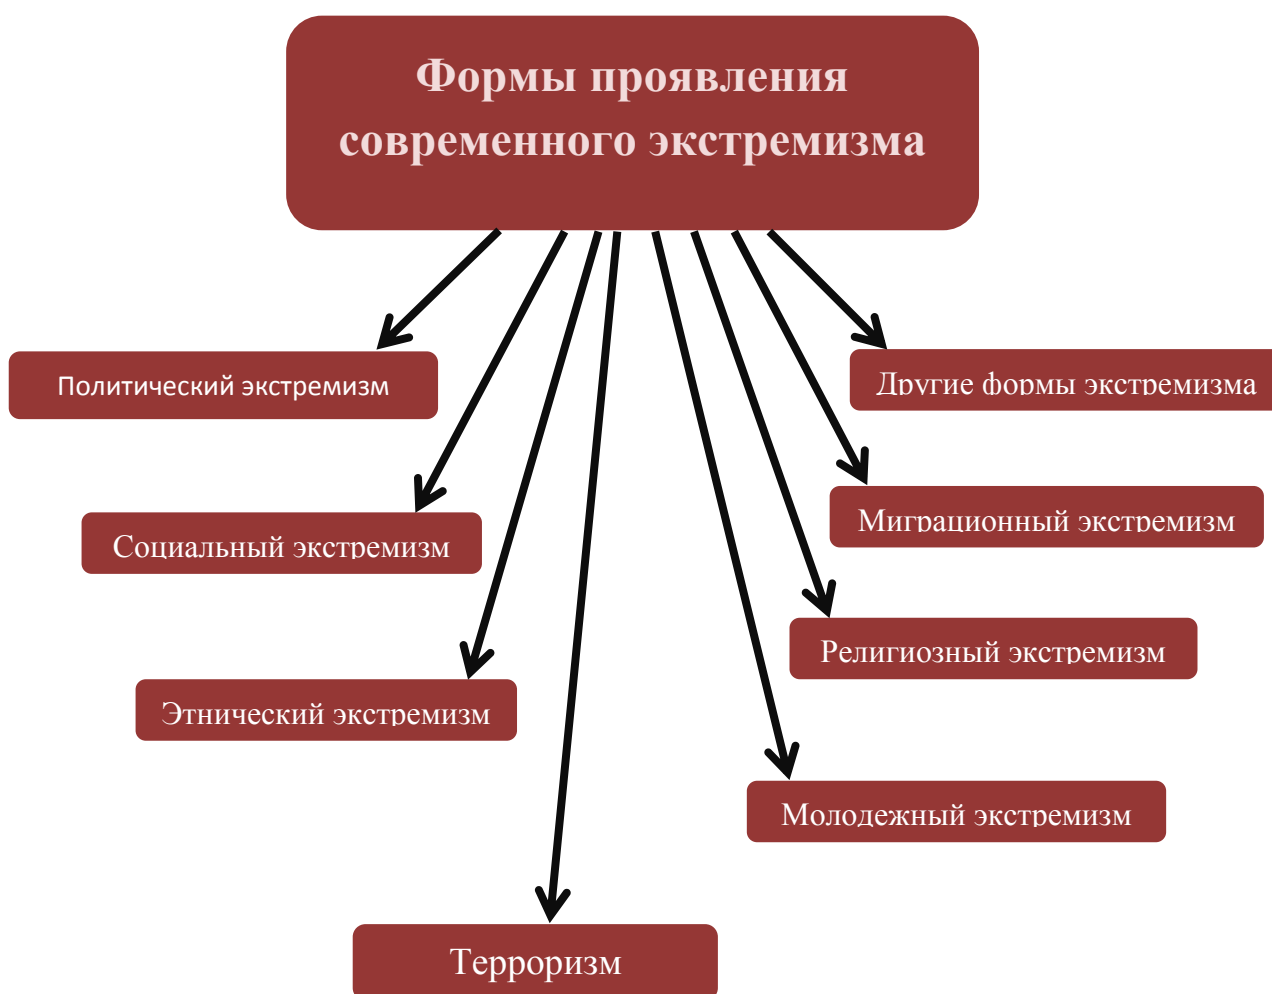 Формы проявления
современного экстремизма
Политический экстремизм
Другие формы экстремизма
Миграционный экстремизм
Социальный экстремизм
Религиозный экстремизм
Этнический экстремизм
Молодежный экстремизм
Терроризм